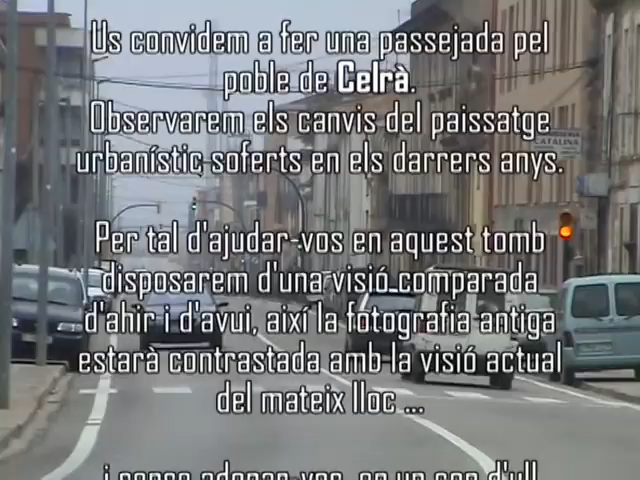 Us convidem a fer una passejada pel
poble de Celrà.
Observarem els canvis del paissatge
urbanístic soferts en els darrers anys.
Per tal d'ajudar-vos en aquest tomb
disposarem d'una visió comparada
d'ahir i d'avui, així la fotografia antiga
estarà contrastada amb la visió actual
del mateix lloc ...
CATALINA